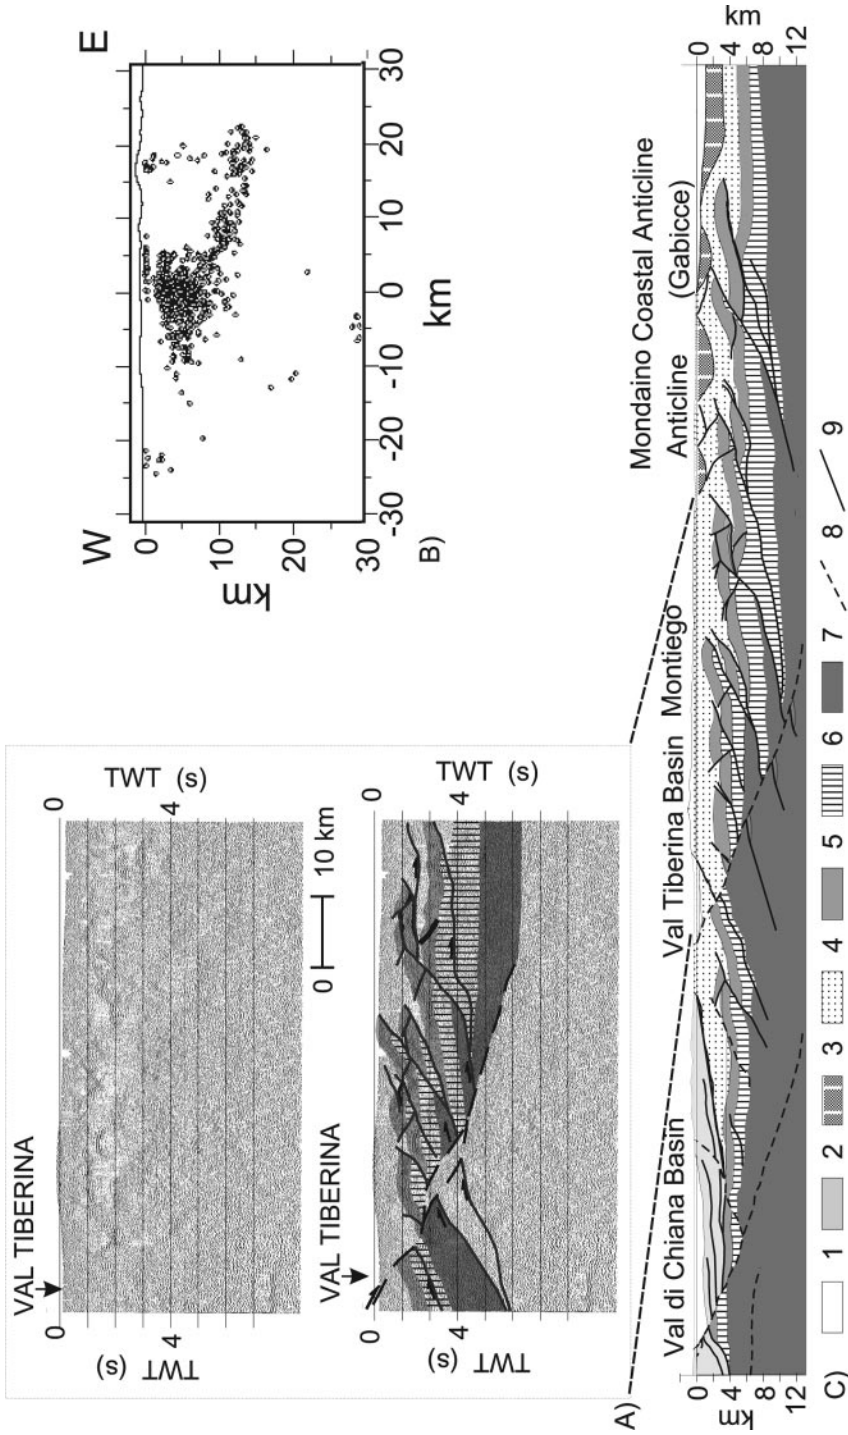 VAL TIBERINA
0
TWT (s)
4
0
TWT (s)
4
0 10 km
VAL TIBERINA
0
TWT (s)
4
0
TWT (s)
4
A)
W
E
0
10
20
30
km
-30
-20
-10
0
10
20
30
km
B)
Val di Chiana Basin
Val Tiberina Basin
Montiego
Mondaino Coastal Anticline
Anticline
(Gabicce)
0
4
8
12
km
km
0
4
8
12
C)
1
2
3
4
5
6
7
8
9